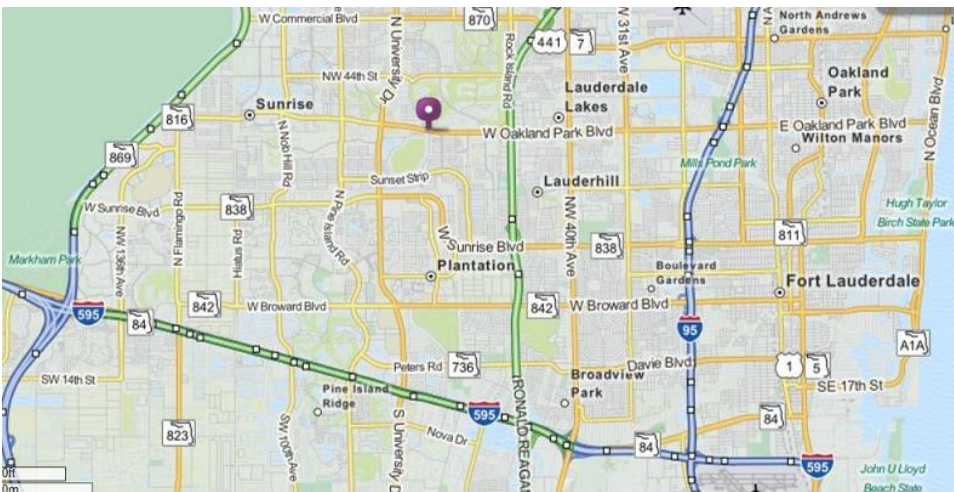 W Commercial Blvd
N University Dr
870
Rock Island Rd
441
7
W 31st Ave
North Andrews
Gardens
NW 44th St
Sunrise
816
Lauderdale
Lakes
Oakland
Park
W Oakland Park Blvd
E Oakland Park Blvd
Wilton Manors
N Ocean Blvd
869
N Nob Hill Rd
Mills Pond Park
Sunset Strip
Lauderhill
W Sunrise Blvd
838
N Pine Island Rd
Hugh Taylor
Birch State Park
NW 136th Ave
N Flamingo Rd
Hiatus Rd
W Sunrise Blvd
NW 40th Ave
838
811
Markham Park
Plantation
Boulevard
Gardens
Fort Lauderdale
595
84
842
W Broward Blvd
842
W Broward Blvd
95
A1A
SW 14th St
Peters Rd
736
Davie Blvd
1
5
Pine Island
Ridge
Broadview
Park
SE 17th St
823
SW 100th Ave
S University D
Nova Dr
595
RONALD REAGA
84
84
595
John U Lloyd
Beach State
0ft
0m